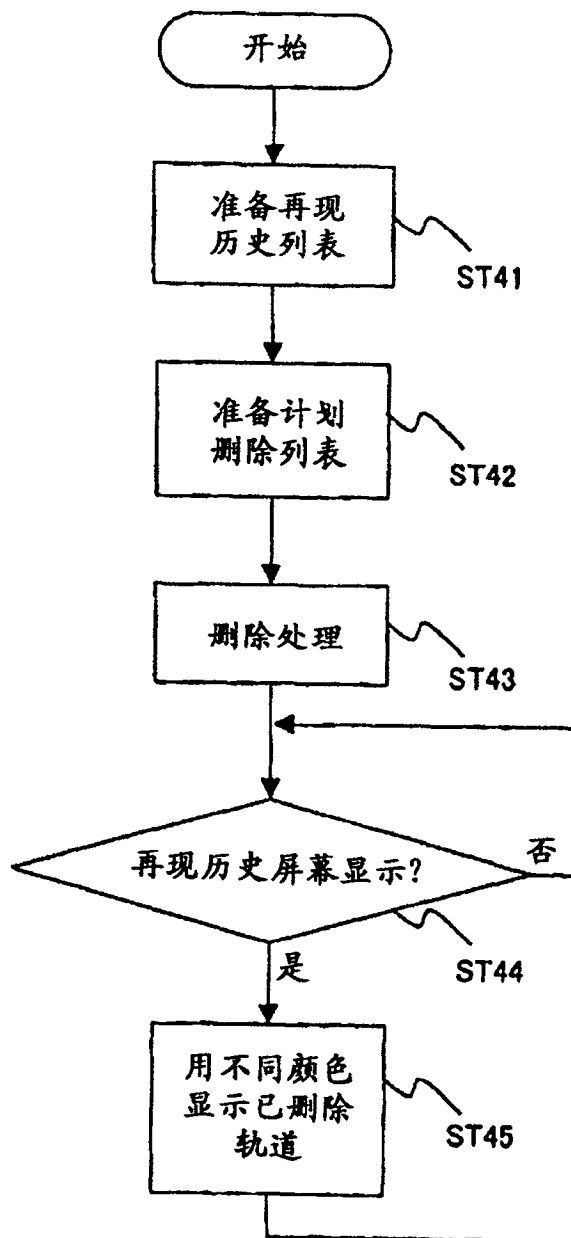 开始
准备再现
历史列表
ST41
准备计划
删除列表
ST42
删除处理
ST43
再现历史屏幕显示?
否
ST44
是
用不同颜色
显示已删除
轨道
ST45